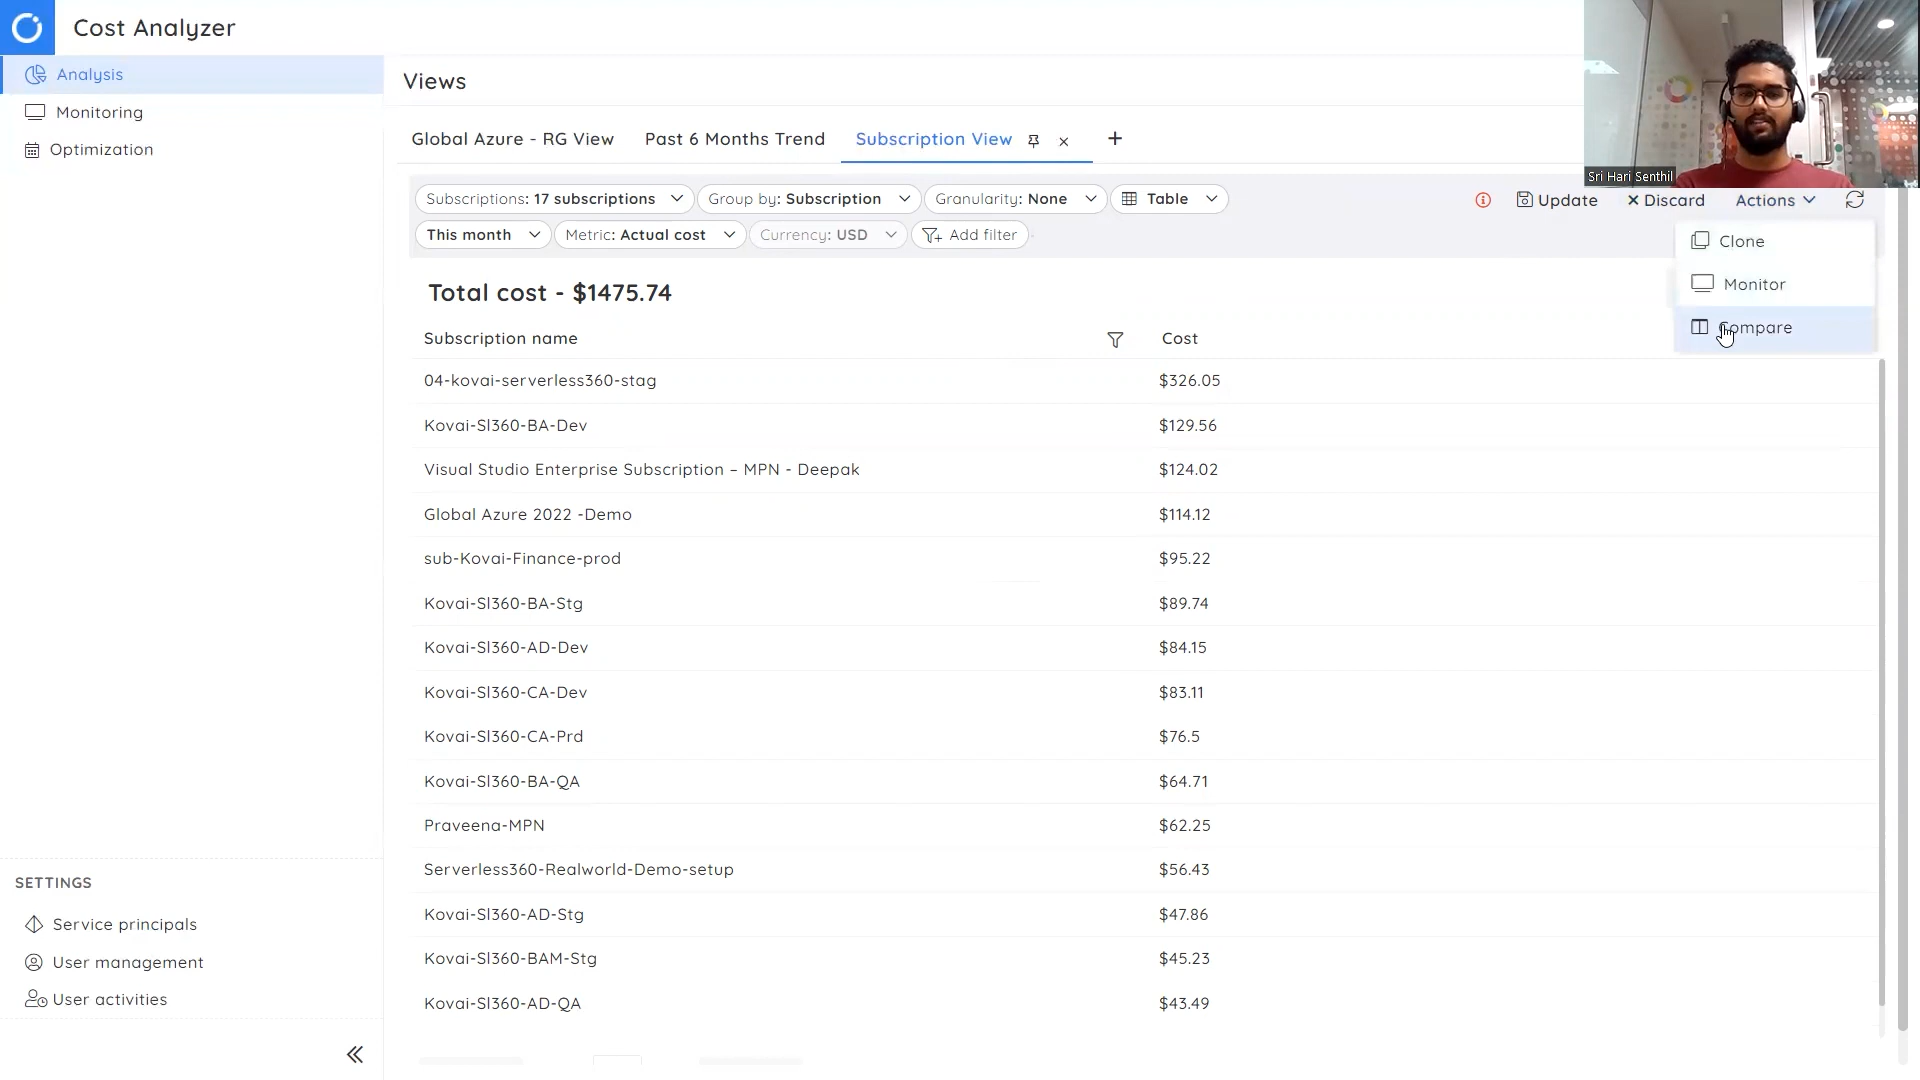 Cost Analyzer
Analysis
Monitoring
Optimization
Views
Global Azure - RG View
Past 6 Months Trend
Subscription View
Sri Hari Senthil
Subscriptions: 17 subscriptions
Group by: Subscription
Granularity: None
Table
Update
Discard
Actions
This month
Metric: Actual cost
Currency: USD
Add filter
Clone
Monitor
Compare
Total cost - $1475.74
Subscription name Cost
04-kovai-serverless360-stag $326.05
Kovai-Sl360-BA-Dev $129.56
Visual Studio Enterprise Subscription – MPN - Deepak $124.02
Global Azure 2022 -Demo $114.12
sub-Kovai-Finance-prod $95.22
Kovai-Sl360-BA-Stg $89.74
Kovai-Sl360-AD-Dev $84.15
Kovai-Sl360-CA-Dev $83.11
Kovai-Sl360-CA-Prd $76.5
Kovai-Sl360-BA-QA $64.71
Praveena-MPN $62.25
Serverless360-Realworld-Demo-setup $56.43
Kovai-Sl360-AD-Stg $47.86
Kovai-Sl360-BAM-Stg $45.23
Kovai-Sl360-AD-QA $43.49
SETTINGS
Service principals
User management
User activities